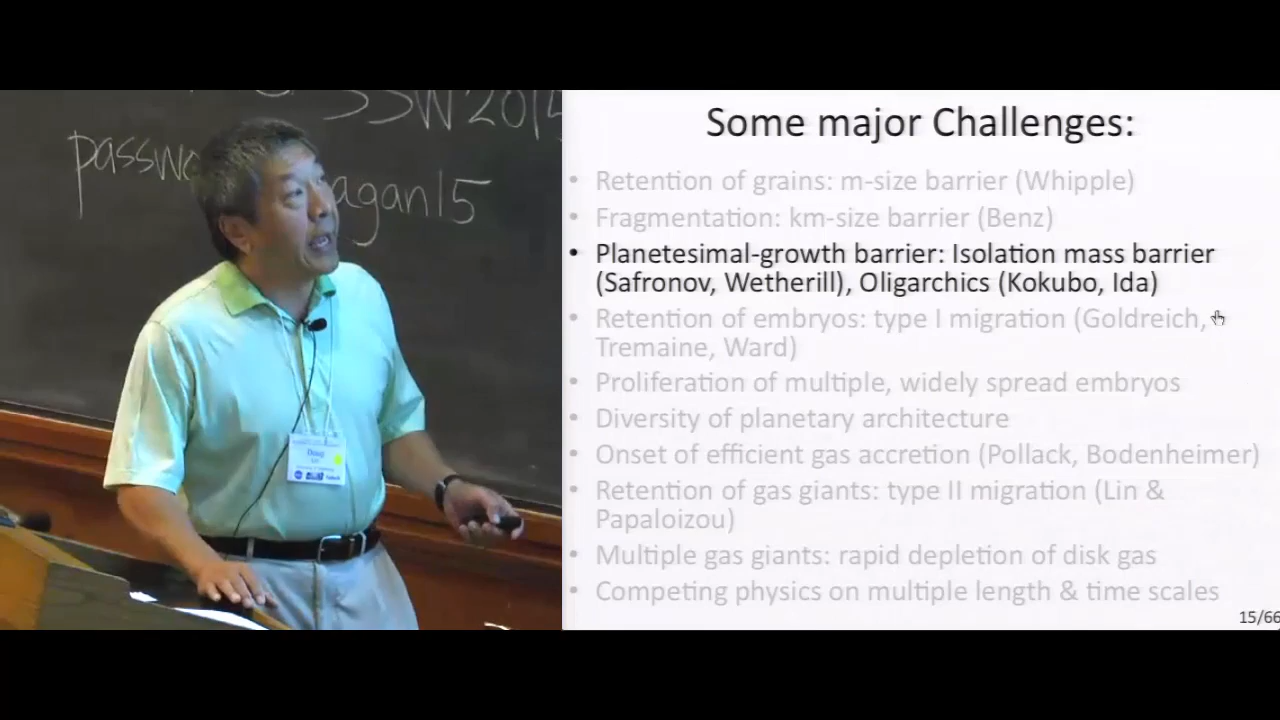 SSW2015
passwo
agan15
Doug
Some major Challenges:
• Retention of grains: m-size barrier (Whipple)
• Fragmentation: km-size barrier (Benz)
• Planetesimal-growth barrier: Isolation mass barrier
(Safronov, Wetherill), Oligarchics (Kokubo, Ida)
• Retention of embryos: type I migration (Goldreich,
Tremaine, Ward)
• Proliferation of multiple, widely spread embryos
• Diversity of planetary architecture
• Onset of efficient gas accretion (Pollack, Bodenheimer)
• Retention of gas giants: type II migration (Lin &
Papaloizou)
• Multiple gas giants: rapid depletion of disk gas
• Competing physics on multiple length & time scales
15/66